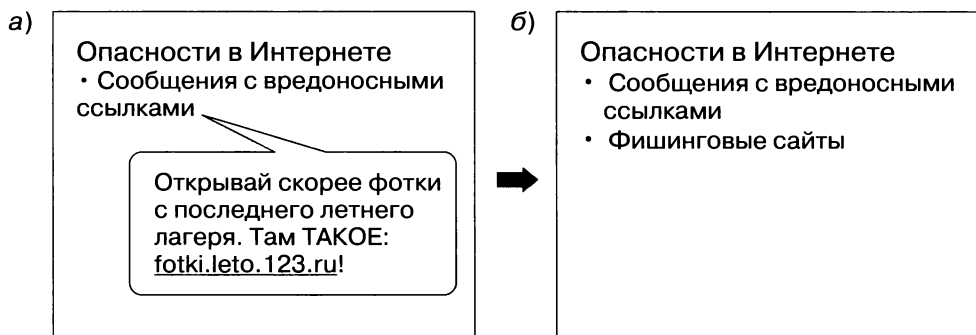 а)
Опасности в Интернете
• Сообщения с вредоносными
ссылками
Открывай скорее фотки
с последнего летнего
лагеря. Там ТАКОЕ:
fotki.leto.123.ru!
б)
Опасности в Интернете
• Сообщения с вредоносными
ссылками
• Фишинговые сайты